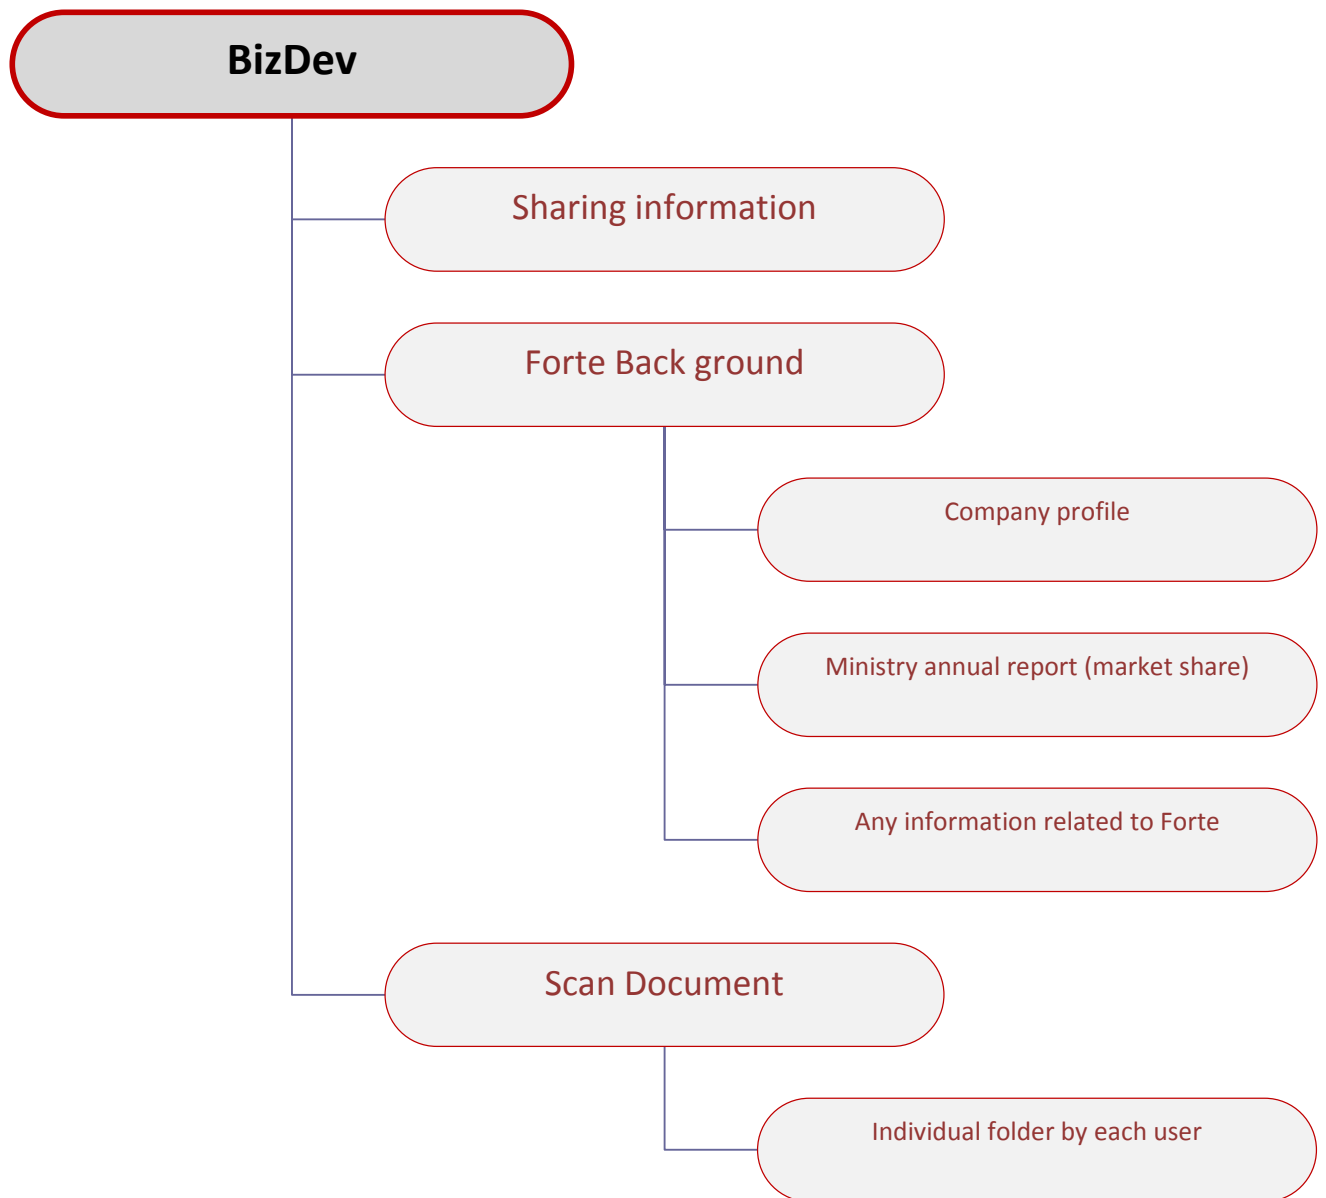 BizDev
Sharing information
Forte Back ground
Company profile
Ministry annual report (market share)
Any information related to Forte
Scan Document
Individual folder by each user